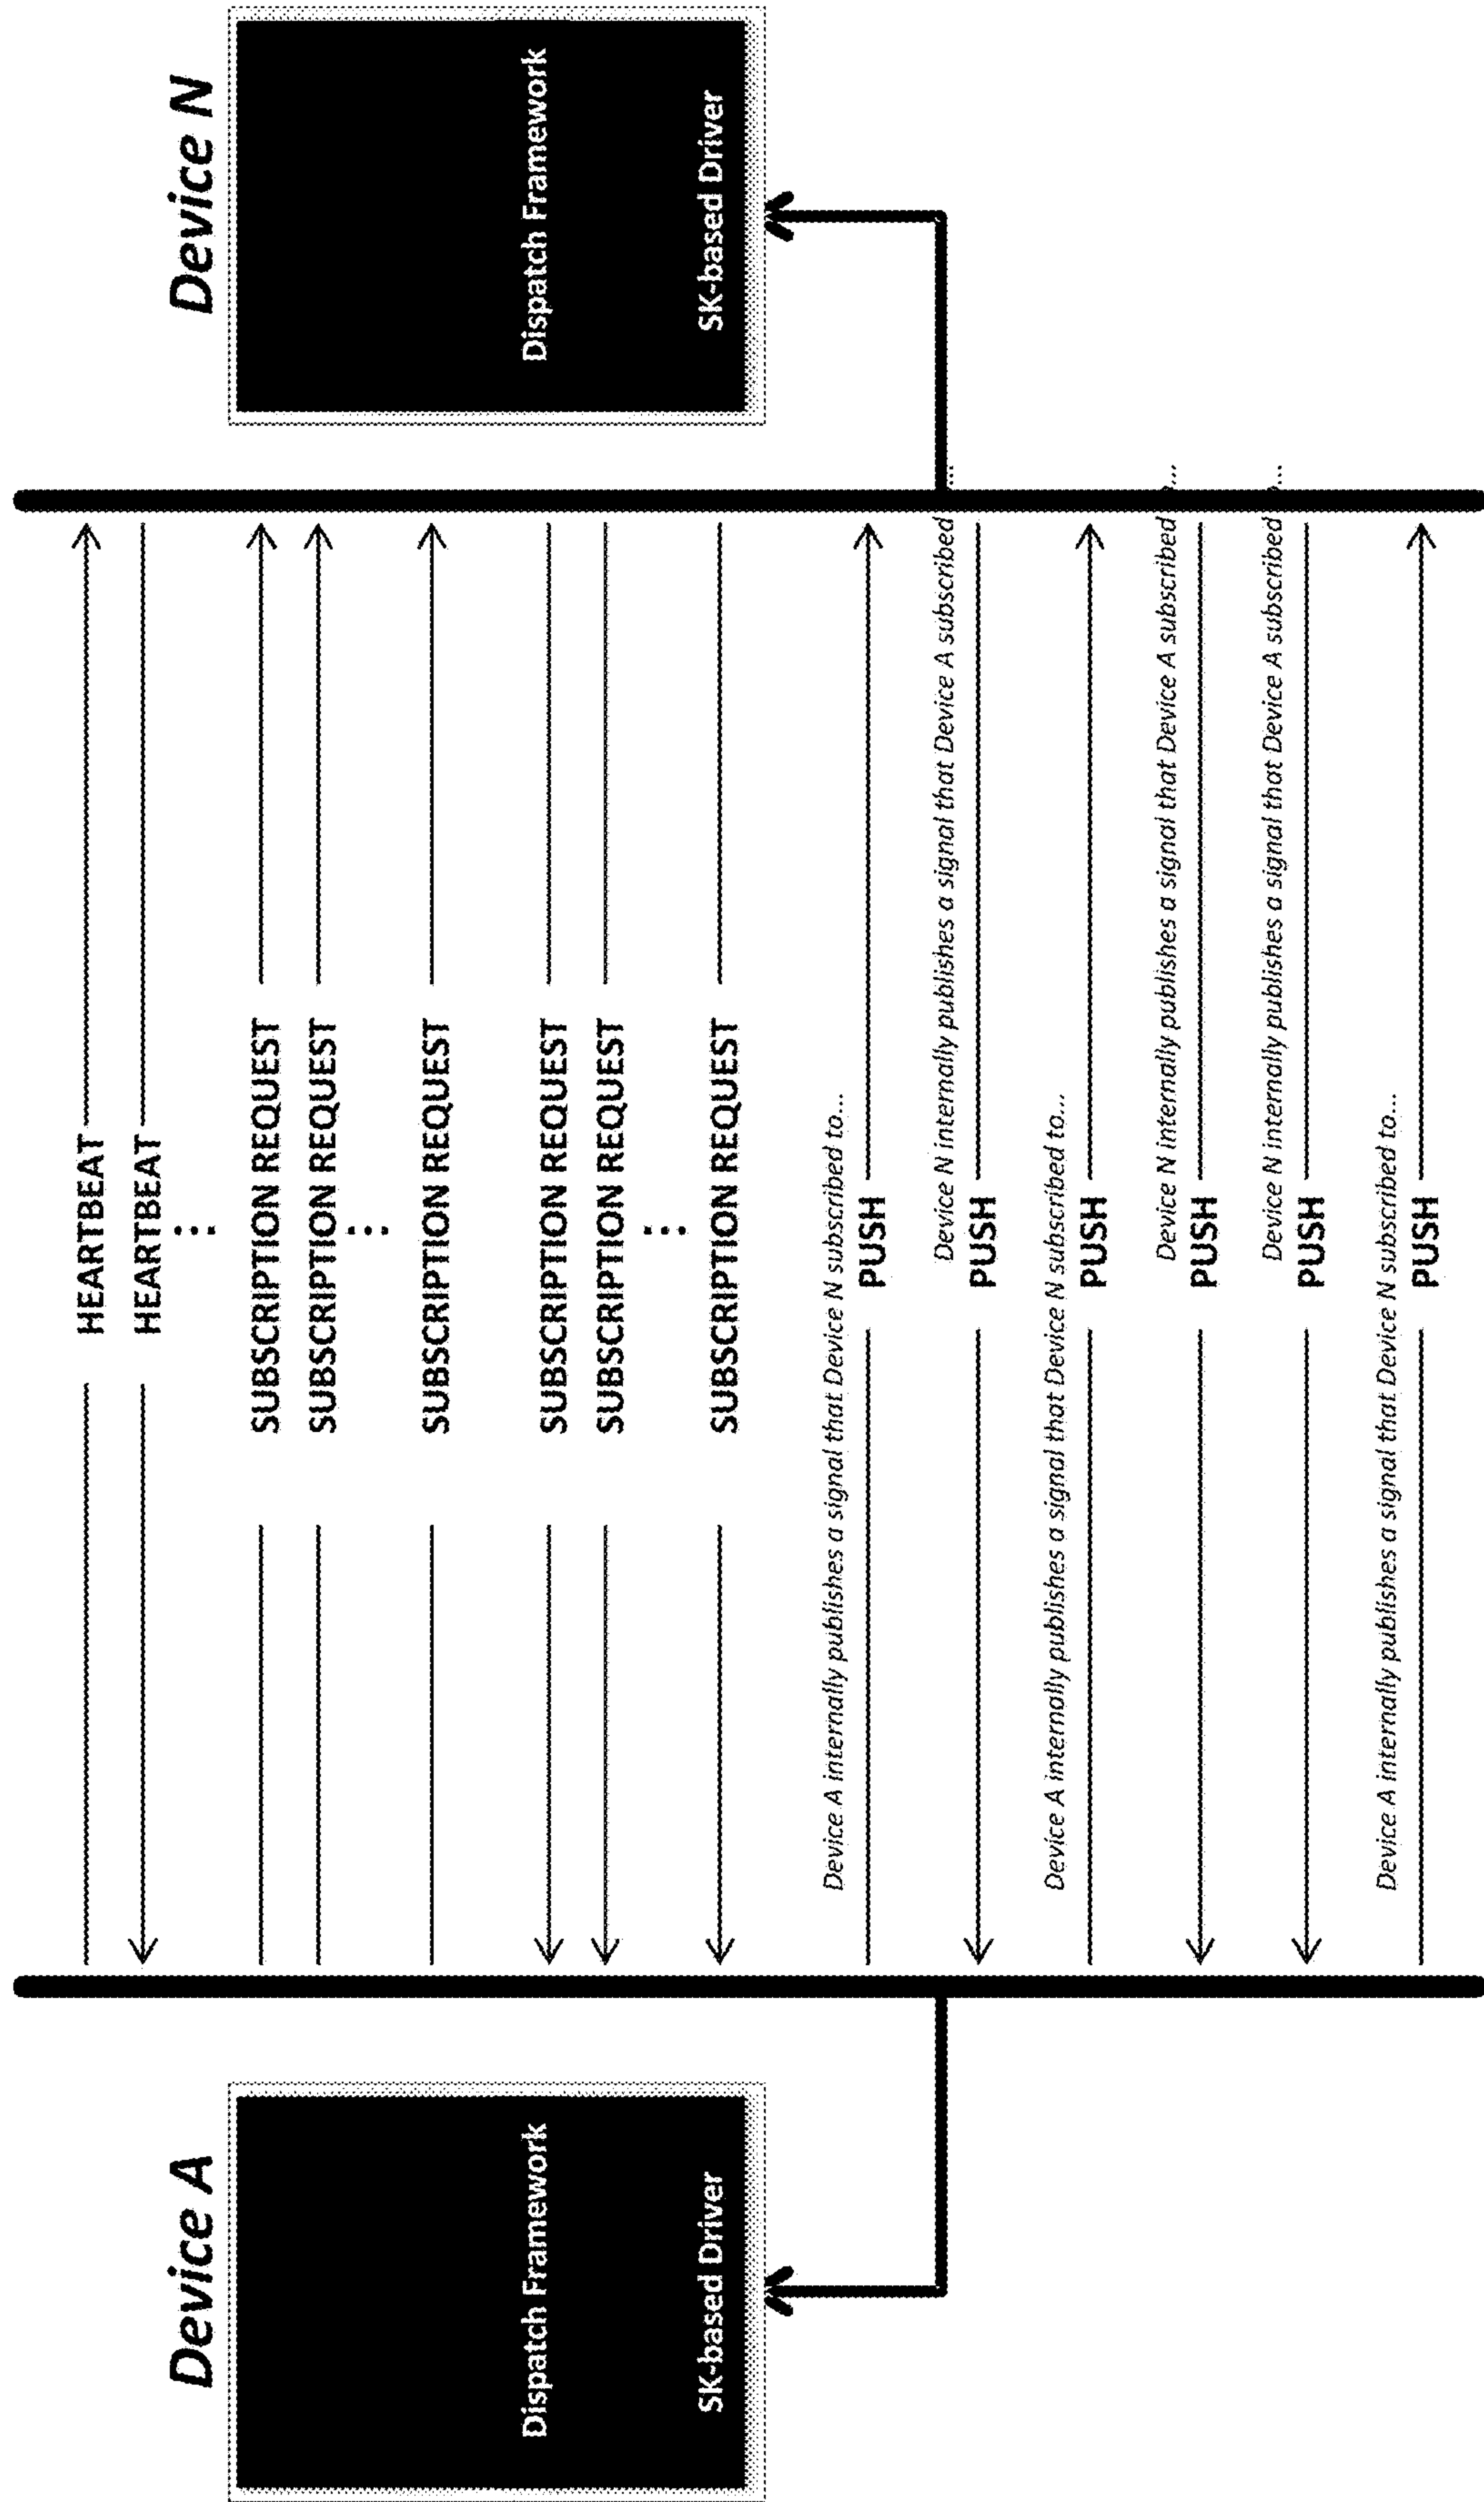 Device A
Dispatch Framework
SK-based Driver
HEARTBEAT
HEARTBEAT
⋮
SUBSCRIPTION REQUEST
SUBSCRIPTION REQUEST
⋮
SUBSCRIPTION REQUEST
SUBSCRIPTION REQUEST
SUBSCRIPTION REQUEST
⋮
SUBSCRIPTION REQUEST
Device A internally publishes a signal that Device N subscribed to...
PUSH
Device N internally publishes a signal that Device A subscribed
PUSH
Device A internally publishes a signal that Device N subscribed to...
PUSH
Device N internally publishes a signal that Device A subscribed
PUSH
Device N internally publishes a signal that Device A subscribed
PUSH
Device A internally publishes a signal that Device N subscribed to...
PUSH
Device N
Dispatch Framework
SK-based Driver